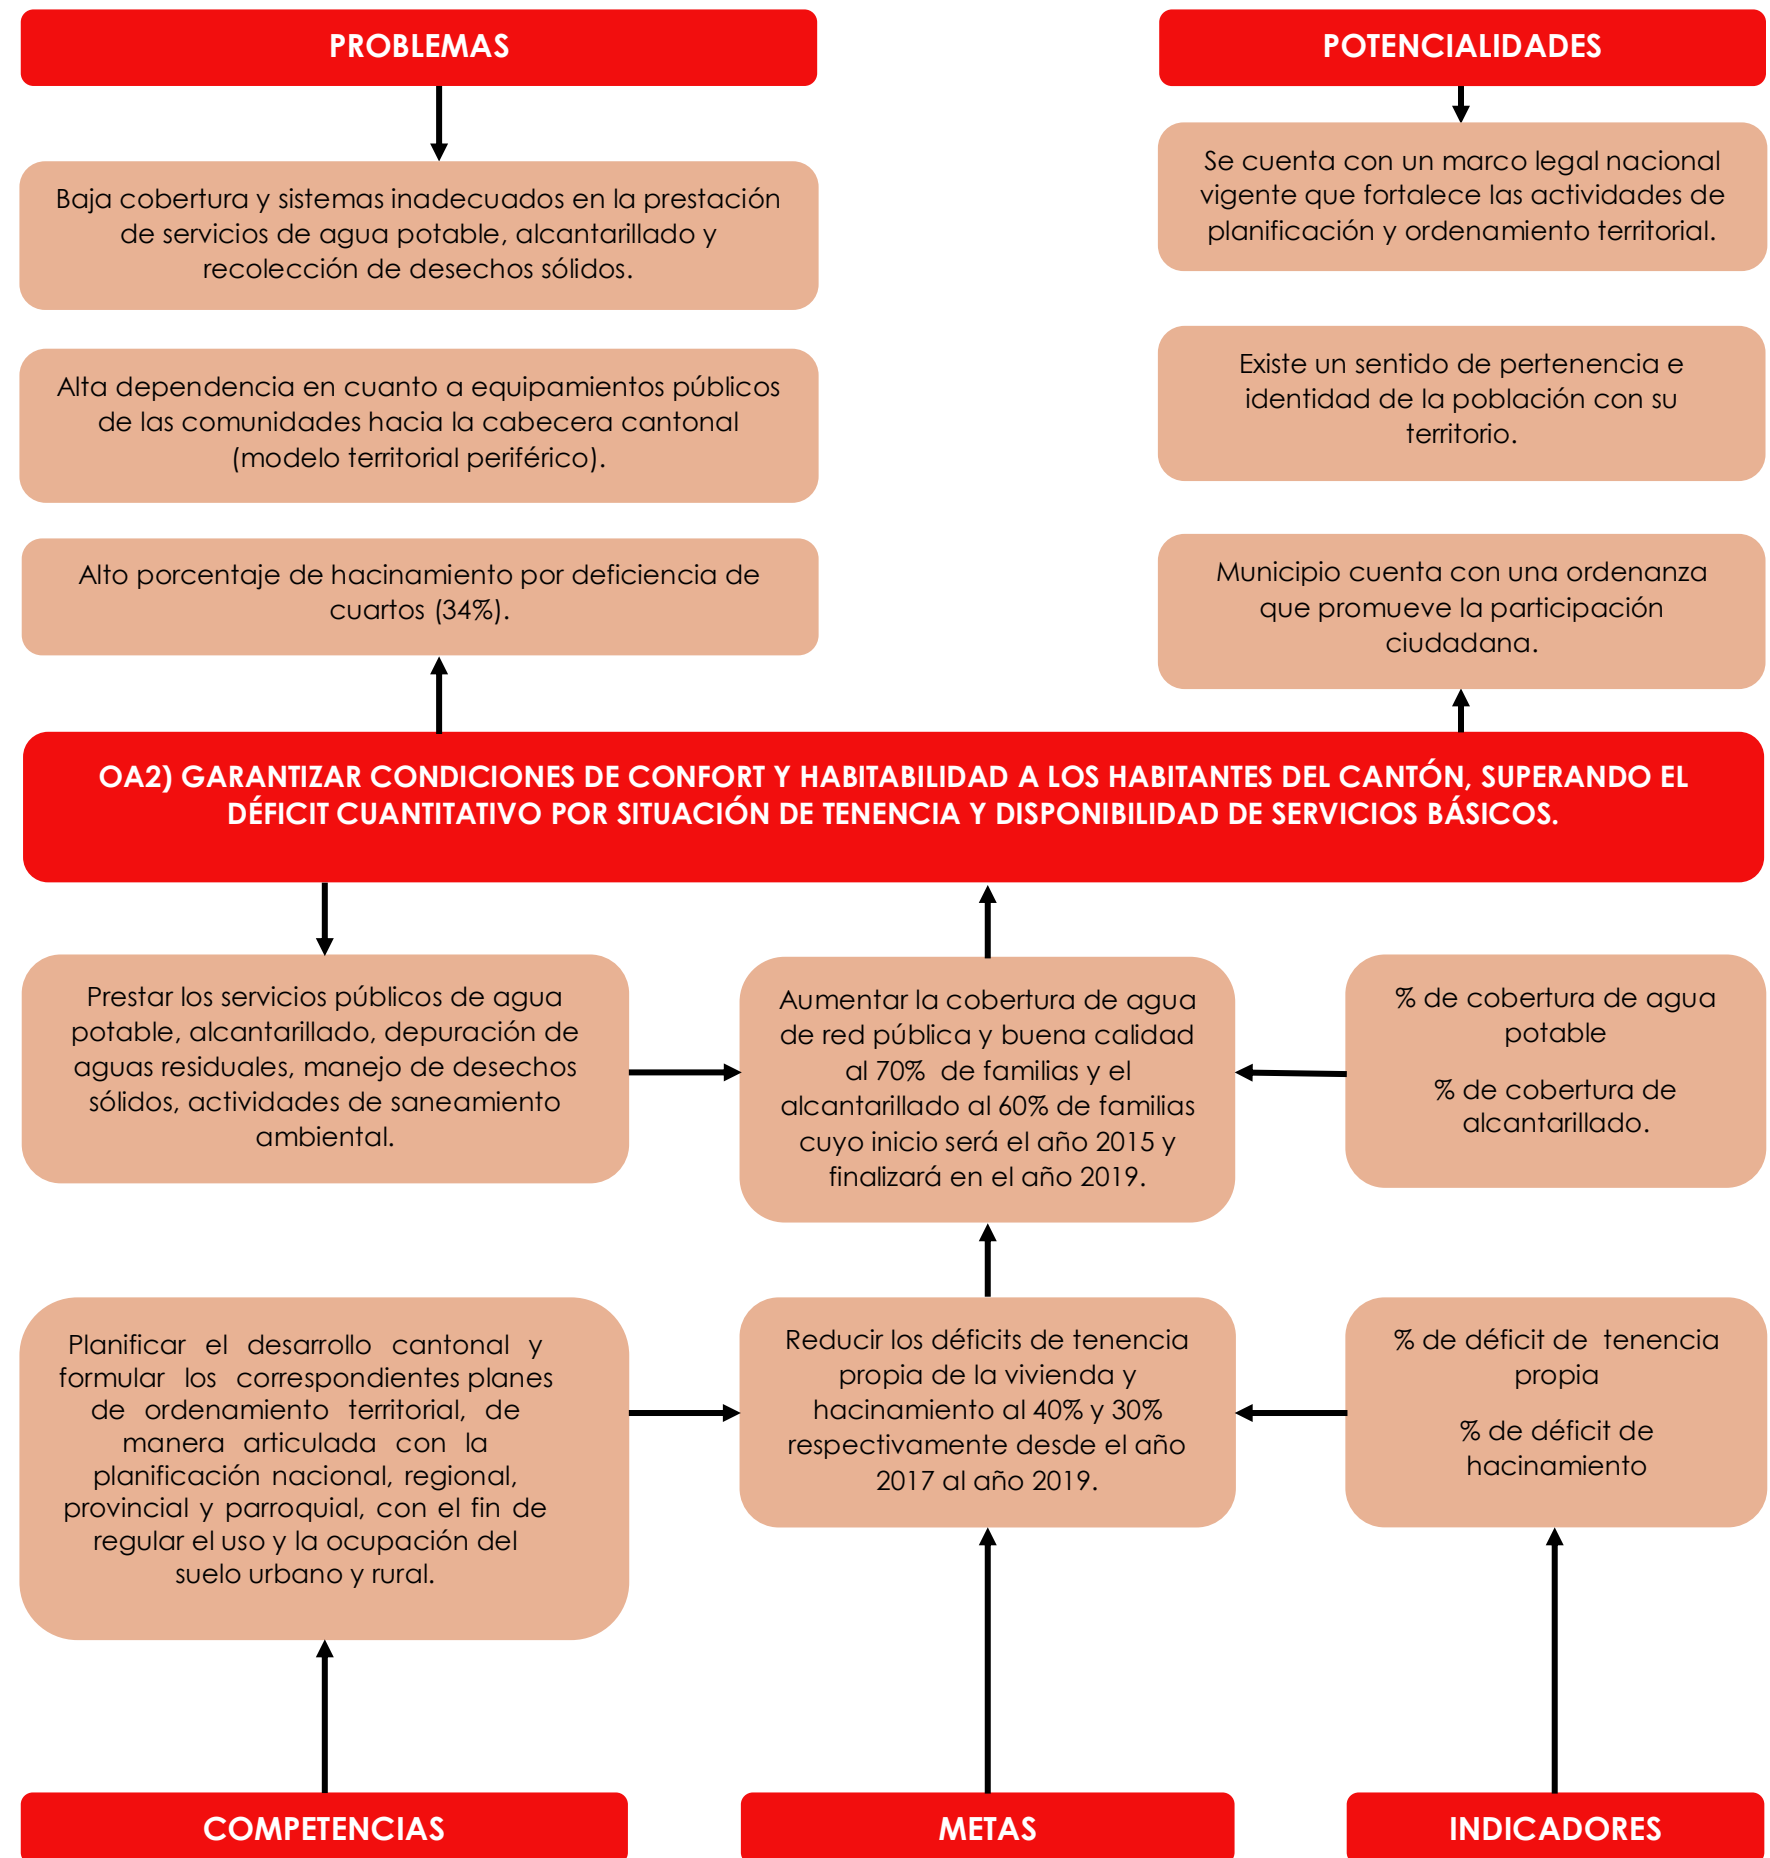 PROBLEMAS
Baja cobertura y sistemas inadecuados en la prestación
de servicios de agua potable, alcantarillado y
recolección de desechos sólidos.
Alta dependencia en cuanto a equipamientos públicos
de las comunidades hacia la cabecera cantonal
(modelo territorial periférico).
Alto porcentaje de hacinamiento por deficiencia de
cuartos (34%).
POTENCIALIDADES
Se cuenta con un marco legal nacional
vigente que fortalece las actividades de
planificación y ordenamiento territorial.
Existe un sentido de pertenencia e
identidad de la población con su
territorio.
Municipio cuenta con una ordenanza
que promueve la participación
ciudadana.
OA2) GARANTIZAR CONDICIONES DE CONFORT Y HABITABILIDAD A LOS HABITANTES DEL CANTÓN, SUPERANDO EL
DÉFICIT CUANTITATIVO POR SITUACIÓN DE TENENCIA Y DISPONIBILIDAD DE SERVICIOS BÁSICOS.
Prestar los servicios públicos de agua
potable, alcantarillado, depuración de
aguas residuales, manejo de desechos
sólidos, actividades de saneamiento
ambiental.
Aumentar la cobertura de agua
de red pública y buena calidad
al 70% de familias y el
alcantarillado al 60% de familias
cuyo inicio será el año 2015 y
finalizará en el año 2019.
% de cobertura de agua
potable
% de cobertura de
alcantarillado.
Planificar el desarrollo cantonal y
formular los correspondientes planes
de ordenamiento territorial, de
manera articulada con la
planificación nacional, regional,
provincial y parroquial, con el fin de
regular el uso y la ocupación del
suelo urbano y rural.
Reducir los déficits de tenencia
propia de la vivienda y
hacinamiento al 40% y 30%
respectivamente desde el año
2017 al año 2019.
% de déficit de tenencia
propia
% de déficit de
hacinamiento
COMPETENCIAS
METAS
INDICADORES